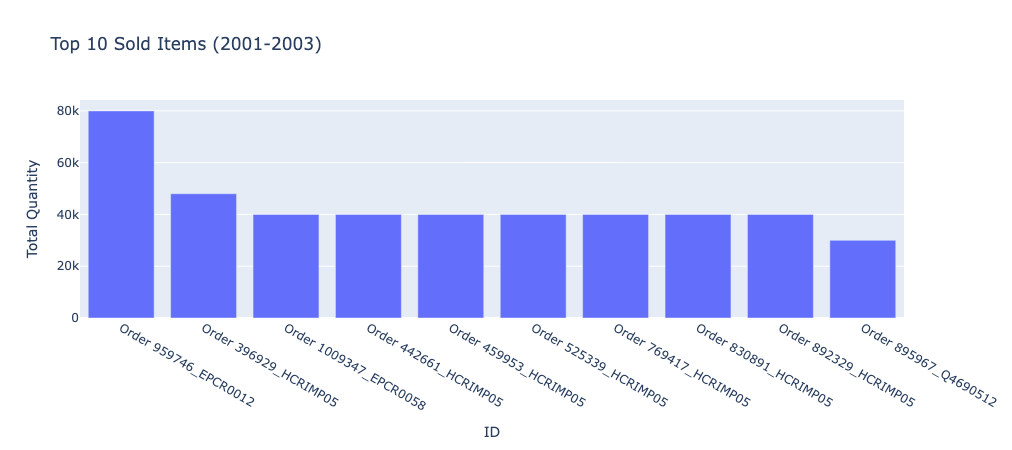 Top 10 Sold Items (2001-2003)
Total Quantity
80k
60k
40k
20k
0
Order 959746_EPCR0012
Order 396929_HCRIMP05
Order 1009347_EPCR0058
Order 442661_HCRIMP05
Order 459953_HCRIMP05
Order 525339_HCRIMP05
Order 769417_HCRIMP05
Order 830891_HCRIMP05
Order 892329_HCRIMP05
Order 895967_Q4690512
ID